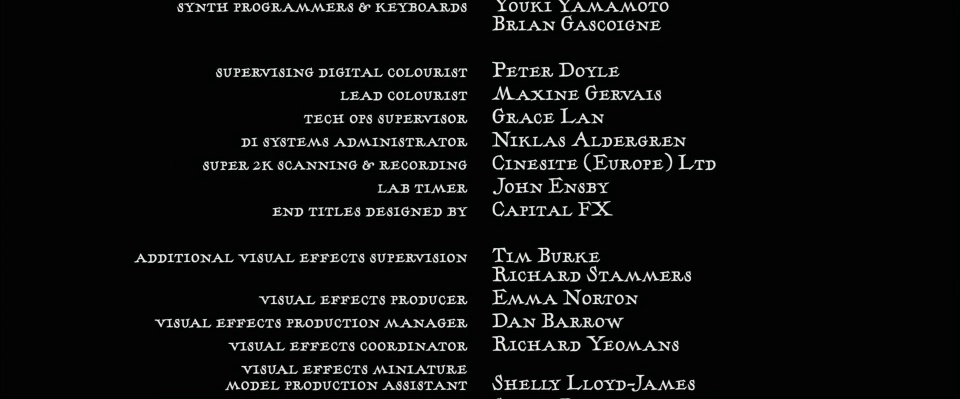 SYNTH PROGRAMMERS & KEYBOARDS YOUKI YAMAMOTO
BRIAN GASCOIGNE
SUPERVISING DIGITAL COLOURIST PETER DOYLE
LEAD COLOURIST MAXINE GERVAIS
TECH OPS SUPERVISOR GRACE LAN
DI SYSTEMS ADMINISTRATOR NIKLAS ALDERGREN
SUPER 2K SCANNING & RECORDING CINESITE (EUROPE) LTD
LAB TIMER JOHN ENSBY
END TITLES DESIGNED BY CAPITAL FX
ADDITIONAL VISUAL EFFECTS SUPERVISION TIM BURKE
RICHARD STAMMERS
VISUAL EFFECTS PRODUCER EMMA NORTON
VISUAL EFFECTS PRODUCTION MANAGER DAN BARROW
VISUAL EFFECTS COORDINATOR RICHARD YEOMANS
VISUAL EFFECTS MINIATURE
MODEL PRODUCTION ASSISTANT SHELLY LLOYD-JAMES